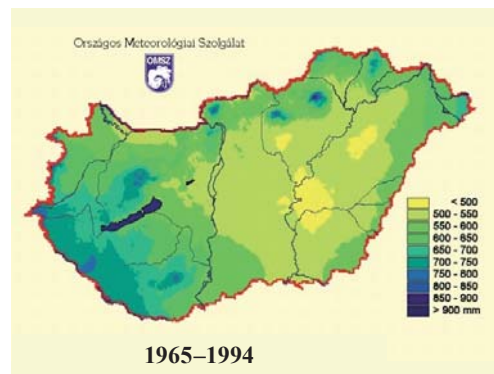 Országos Meteorológiai Szolgálat
OMSZ
< 500
500 - 550
550 - 600
600 - 650
650 - 700
700 - 750
750 - 800
800 - 850
850 - 900
> 900 mm
1965–1994